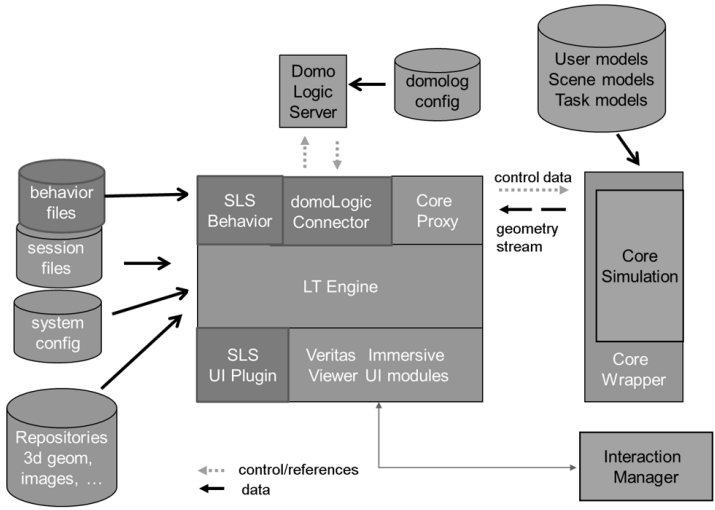 User models
Scene models
Task models
Domo
Logic
Server
domolog
config
behavior
files
SLS
Behavior
domoLogic
Connector
Core
Proxy
control data
geometry
stream
session
files
Core
Simulation
LT Engine
system
config
SLS
UI Plugin
Veritas Immersive
Viewer UI modules
Core
Wrapper
Repositories
3d geom,
images, …
control/references
data
Interaction
Manager